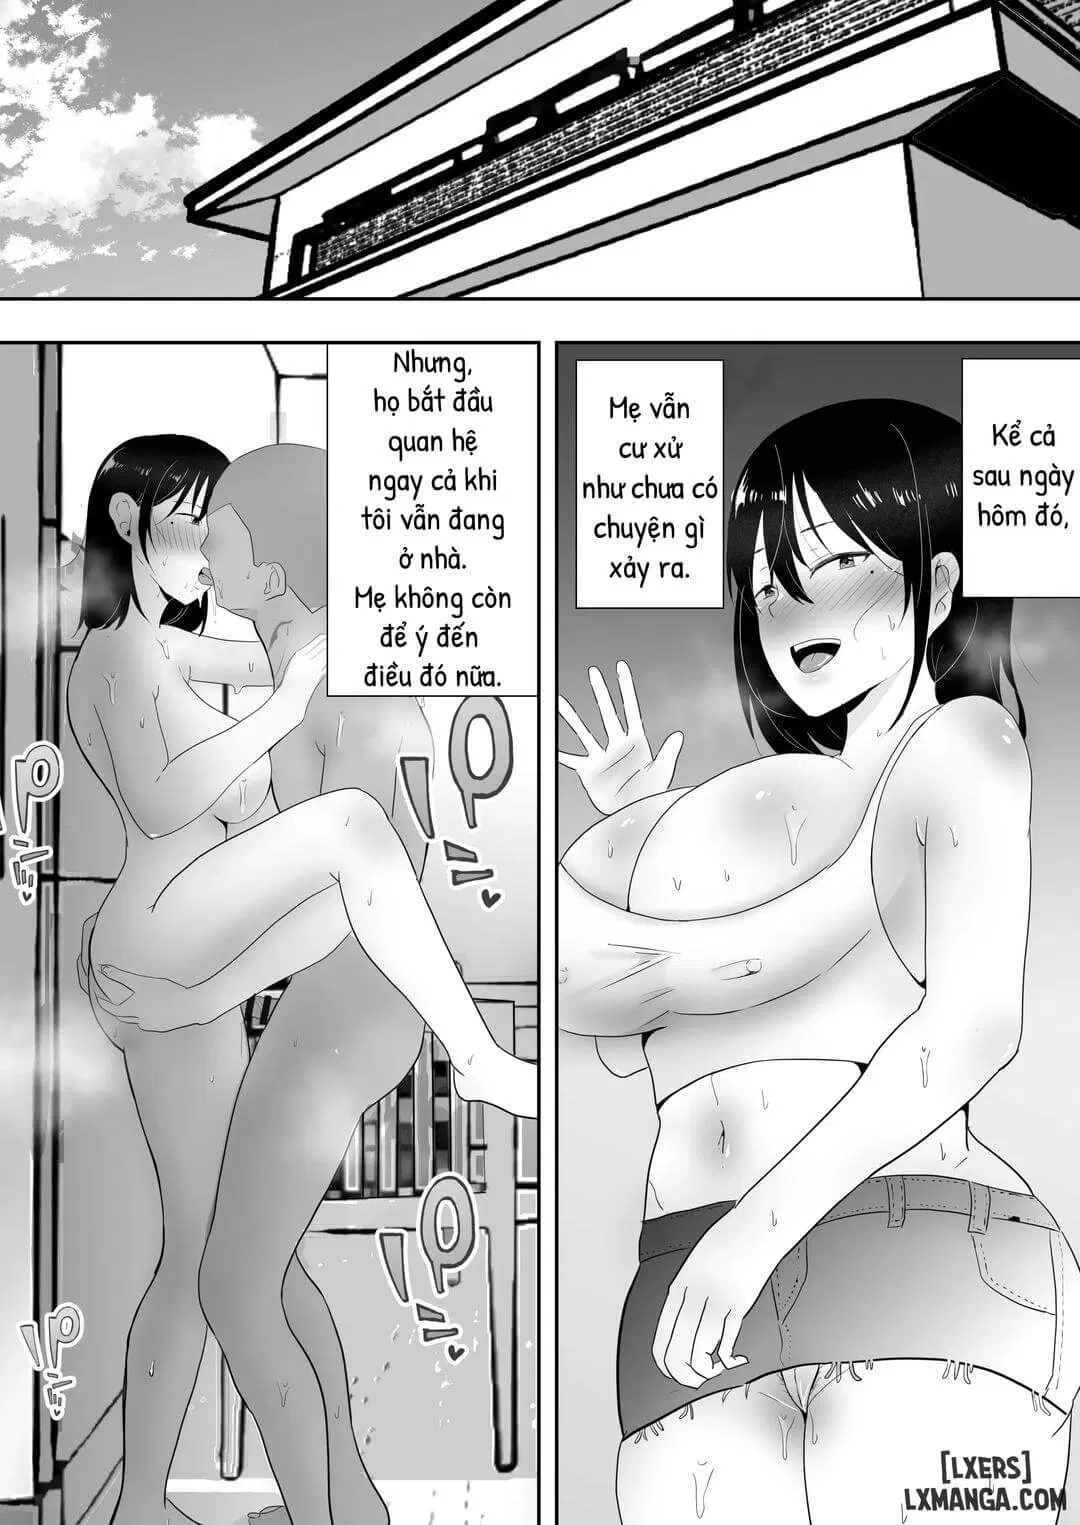 Kể cả
sau ngày
hôm đó,
Mẹ vẫn
cư xử
như chưa có
chuyện gì
xảy ra.
Nhưng,
họ bắt đầu
quan hệ
ngay cả khi
tôi vẫn đang
ở nhà.
Mẹ không còn
để ý đến
điều đó nữa.
[LXERS]
LXMANGA.COM